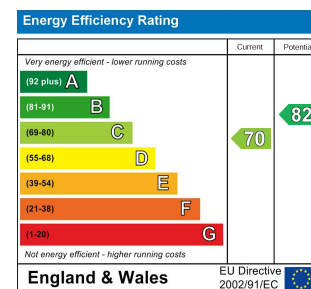 Energy Efficiency Rating
Current Potentia
Very energy efficient - lower running costs
(92 plus) A
(81-91) B
82
(69-80) C
70
(55-68) D
(39-54) E
(21-38) F
(1-20) G
Not energy efficient - higher running costs
England & Wales
EU Directive
2002/91/EC